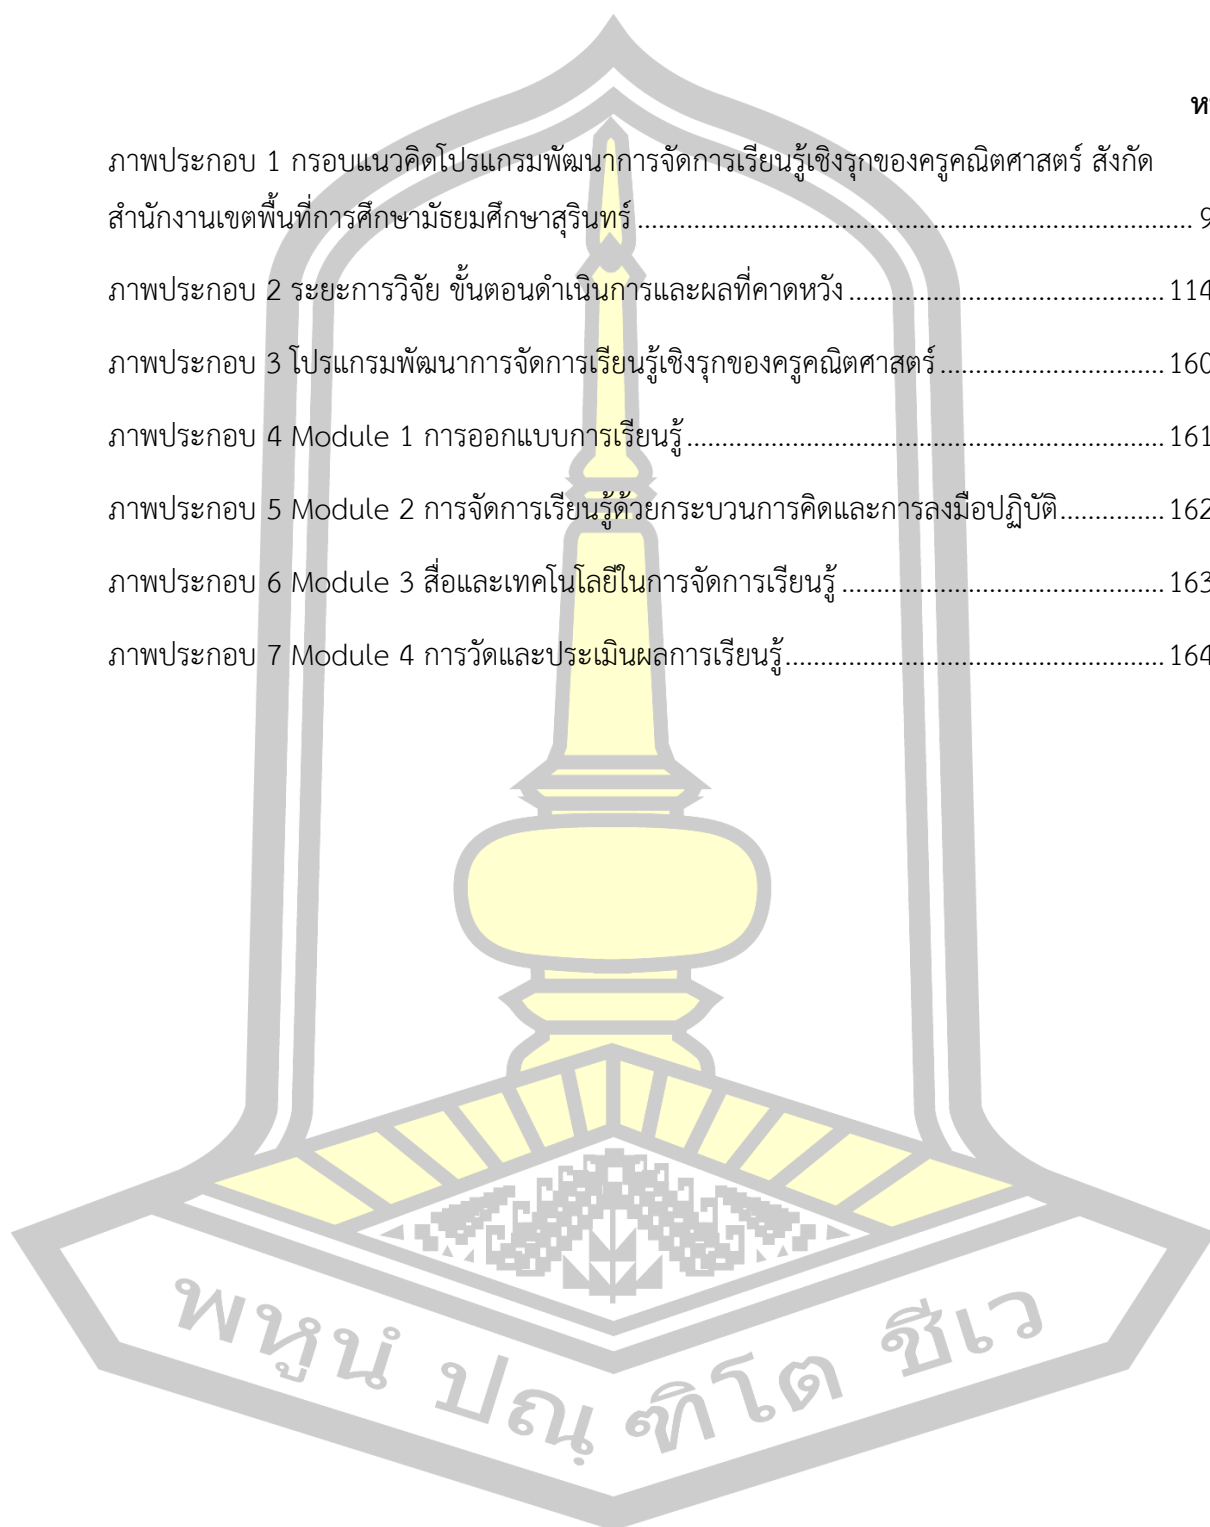 ภาพประกอบ 1 กรอบแนวคิดโปรแกรมพัฒนาการจัดการเรียนรู้เชิงรุกของครูคณิตศาสตร์ สังกัด
สำนักงานเขตพื้นที่การศึกษามัธยมศึกษาสุรินทร์ ........................................................................................ 9
ภาพประกอบ 2 ระยะการวิจัย ขั้นตอนดำเนินการและผลที่คาดหวัง .................................................. 114
ภาพประกอบ 3 โปรแกรมพัฒนาการจัดการเรียนรู้เชิงรุกของครูคณิตศาสตร์ .................................... 160
ภาพประกอบ 4 Module 1 การออกแบบการเรียนรู้ ........................................................................... 161
ภาพประกอบ 5 Module 2 การจัดการเรียนรู้ด้วยกระบวนการคิดและการลงมือปฏิบัติ ................ 162
ภาพประกอบ 6 Module 3 สื่อและเทคโนโลยีในการจัดการเรียนรู้ ................................................... 163
ภาพประกอบ 7 Module 4 การวัดและประเมินผลการเรียนรู้ ............................................................ 164
พหูนํ ปณฺฑิโต ชีเว